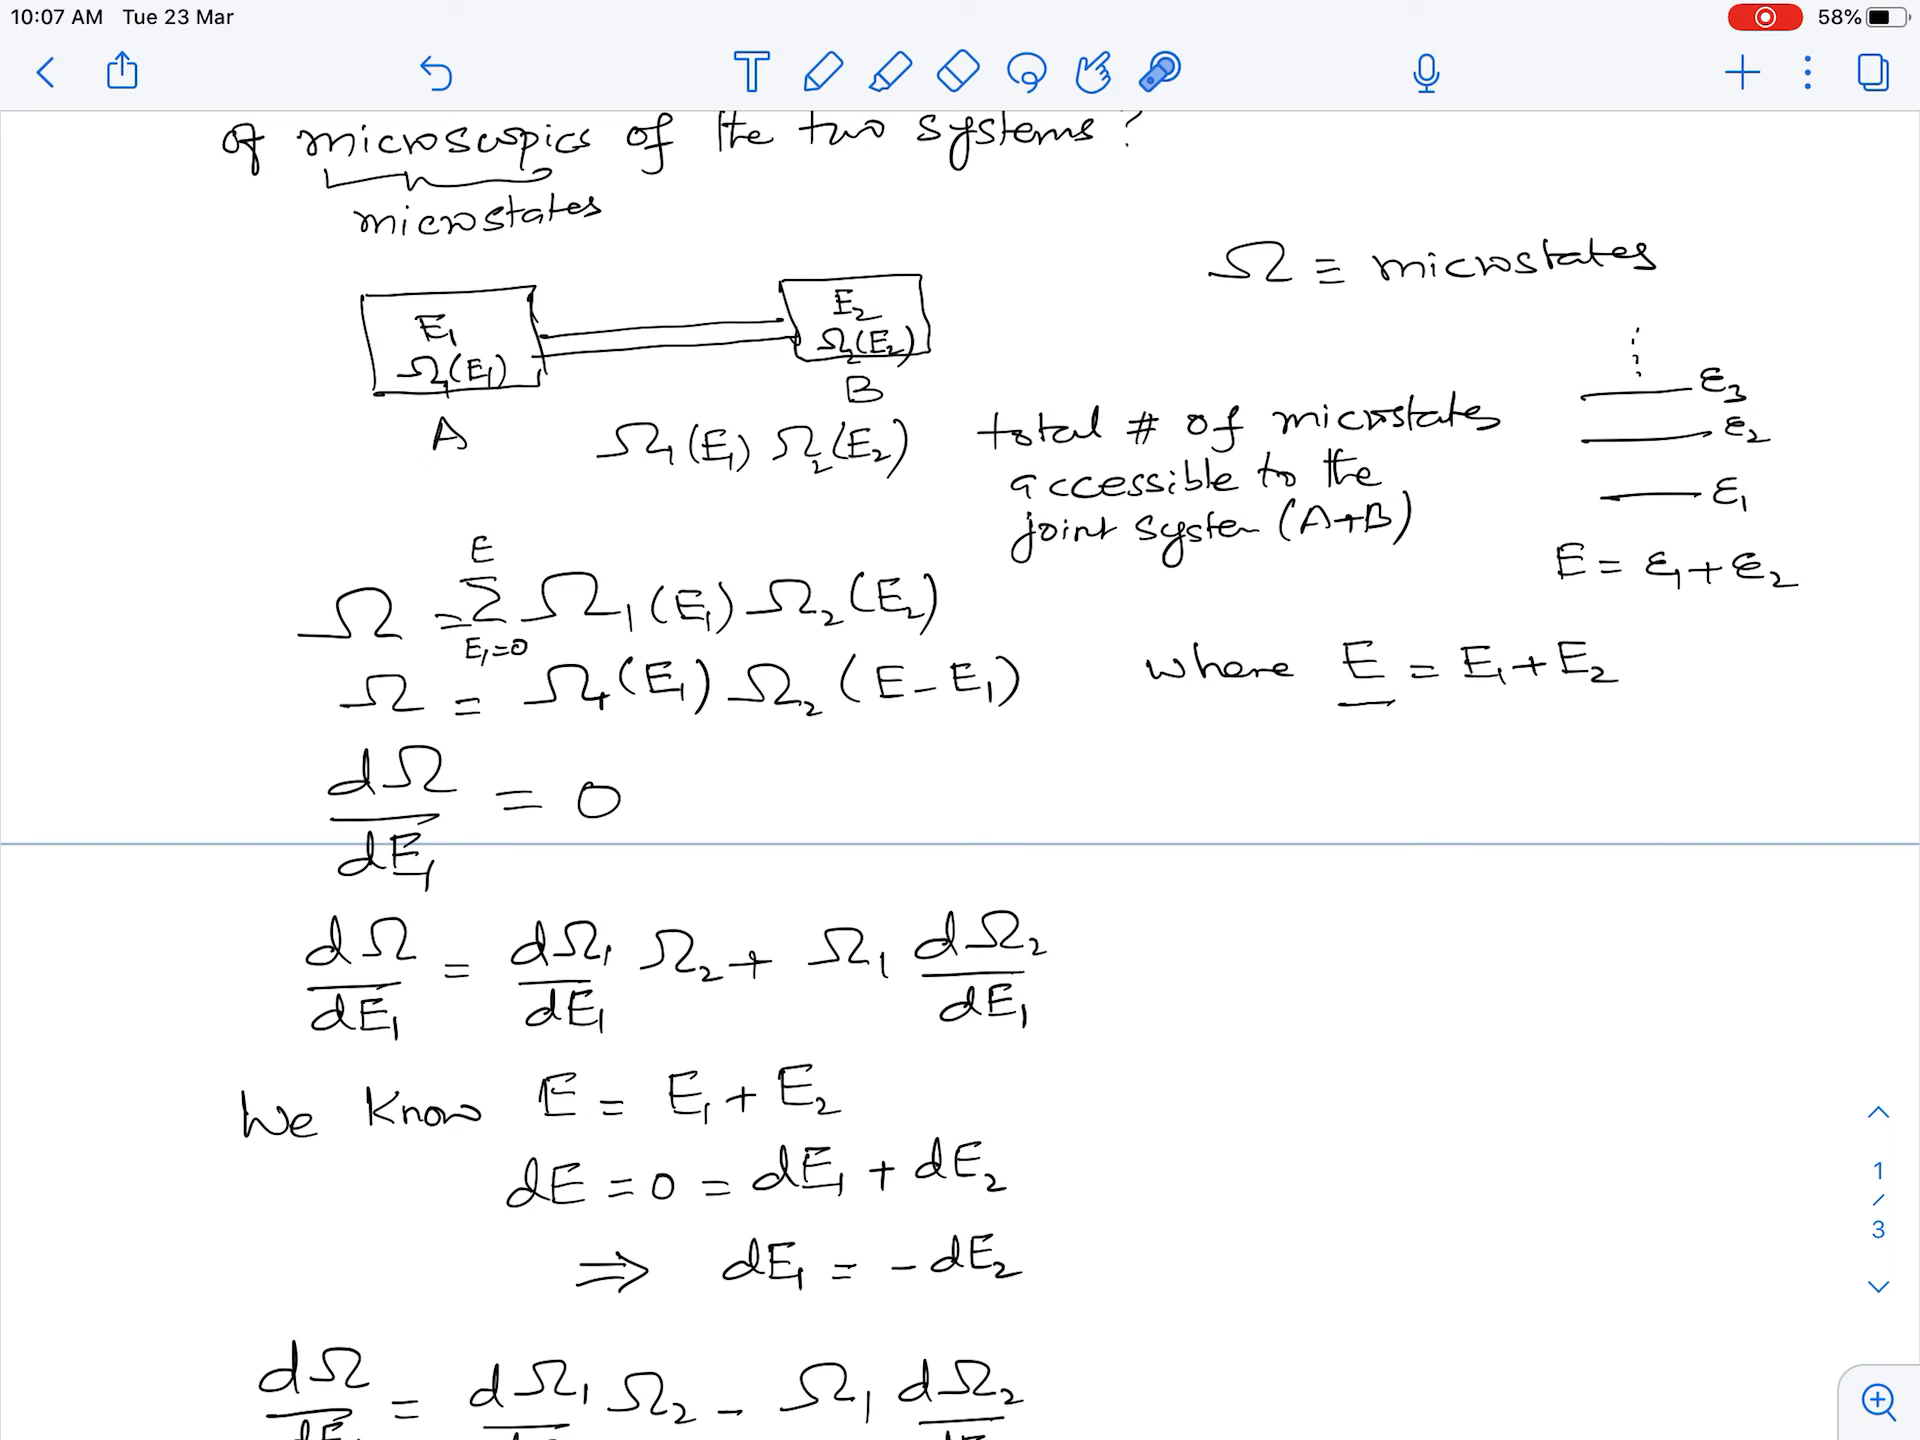 10:07 AM Tue 23 Mar 58%
T
of microscopics of the two systems?
microstates
Ω ≡ microstates
E₁ E₂
Ω₁(E₁) Ω₂(E₂)
A B
ε₃
ε₂
ε₁
Ω₁(E₁) Ω₂(E₂) total # of microstates
accessible to the
joint system (A+B)
E = ε₁+ε₂
Ω = Σ_{E₁=0}^{E} Ω₁(E₁) Ω₂(E₂)
Ω = Ω₁(E₁) Ω₂(E-E₁) where E = E₁+E₂
dΩ/dE₁ = 0
dΩ/dE₁ = dΩ₁/dE₁ Ω₂ + Ω₁ dΩ₂/dE₁
We know E = E₁ + E₂
dE = 0 = dE₁ + dE₂
⇒ dE₁ = - dE₂
dΩ/dE₁ = dΩ₁ Ω₂ - Ω₁ dΩ₂
1
/
3